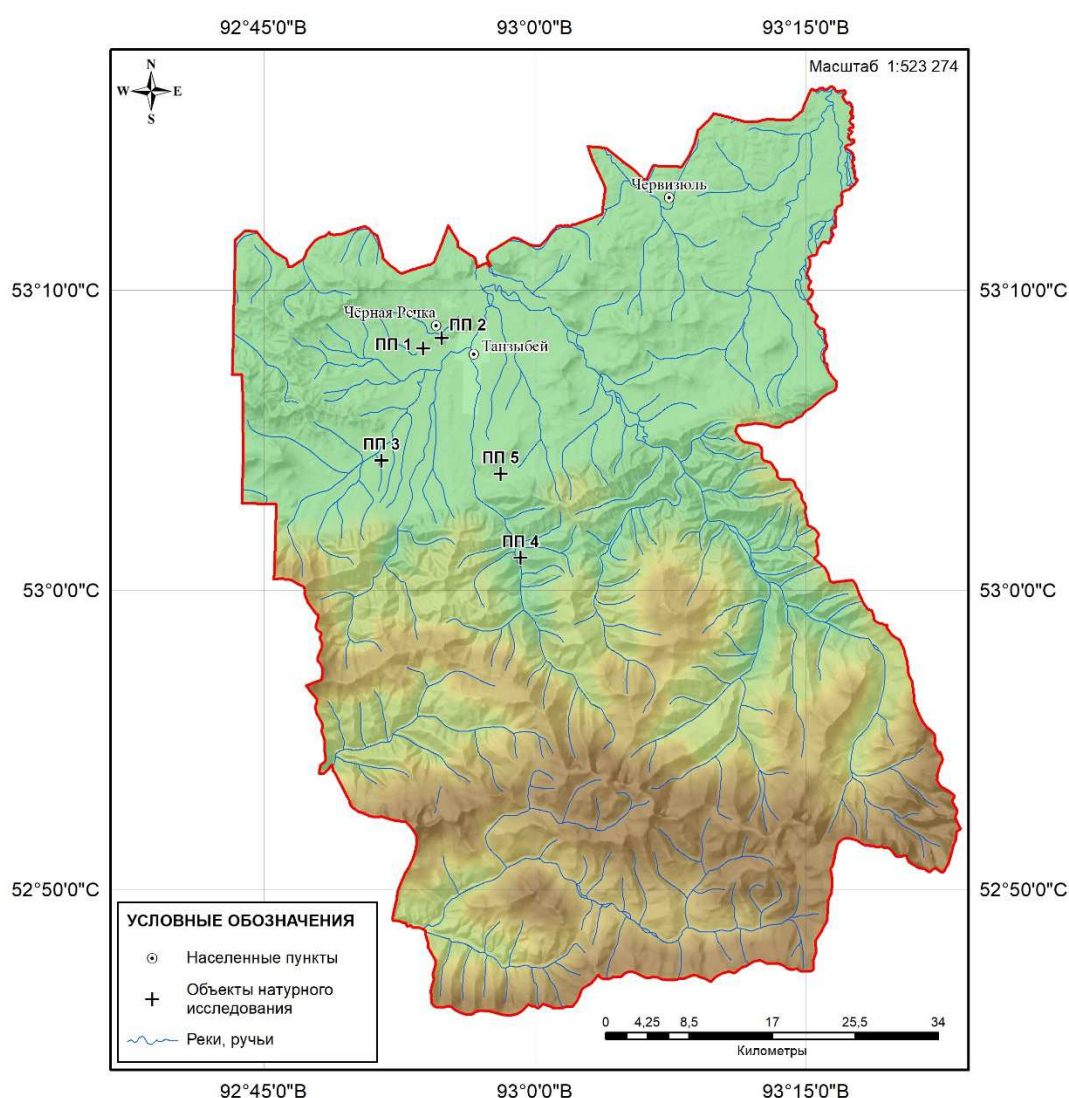 92°45'0"В 93°0'0"В 93°15'0"В
Масштаб 1:523 274
N
W E
S
Червизюль
53°10'0"С 53°10'0"С
Чёрная Речка
ПП 2
ПП 1
Танзыбей
ПП 3
ПП 5
ПП 4
53°0'0"С 53°0'0"С
52°50'0"С 52°50'0"С
УСЛОВНЫЕ ОБОЗНАЧЕНИЯ
Населенные пункты
Объекты натурного
исследования
Реки, ручьи
0 4,25 8,5 17 25,5 34
Километры
92°45'0"В 93°0'0"В 93°15'0"В